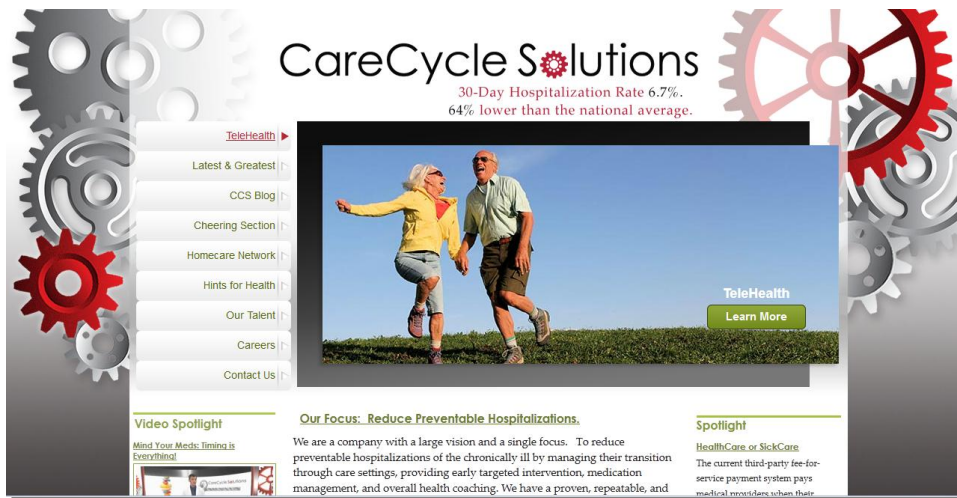 CareCycle Solutions
30-Day Hospitalization Rate 6.7%.
64% lower than the national average.
TeleHealth
Latest & Greatest
CCS Blog
Cheering Section
Homecare Network
Hints for Health
Our Talent
Careers
Contact Us
TeleHealth
Learn More
Video Spotlight
Mind Your Meds: Timing is
Everything!
Our Focus:  Reduce Preventable Hospitalizations.
We are a company with a large vision and a single focus.   To reduce
preventable hospitalizations of the chronically ill by managing their transition
through care settings, providing early targeted intervention, medication
management, and overall health coaching. We have a proven, repeatable, and
Spotlight
HealthCare or SickCare
The current third-party fee-for-
service payment system pays
medical providers when their